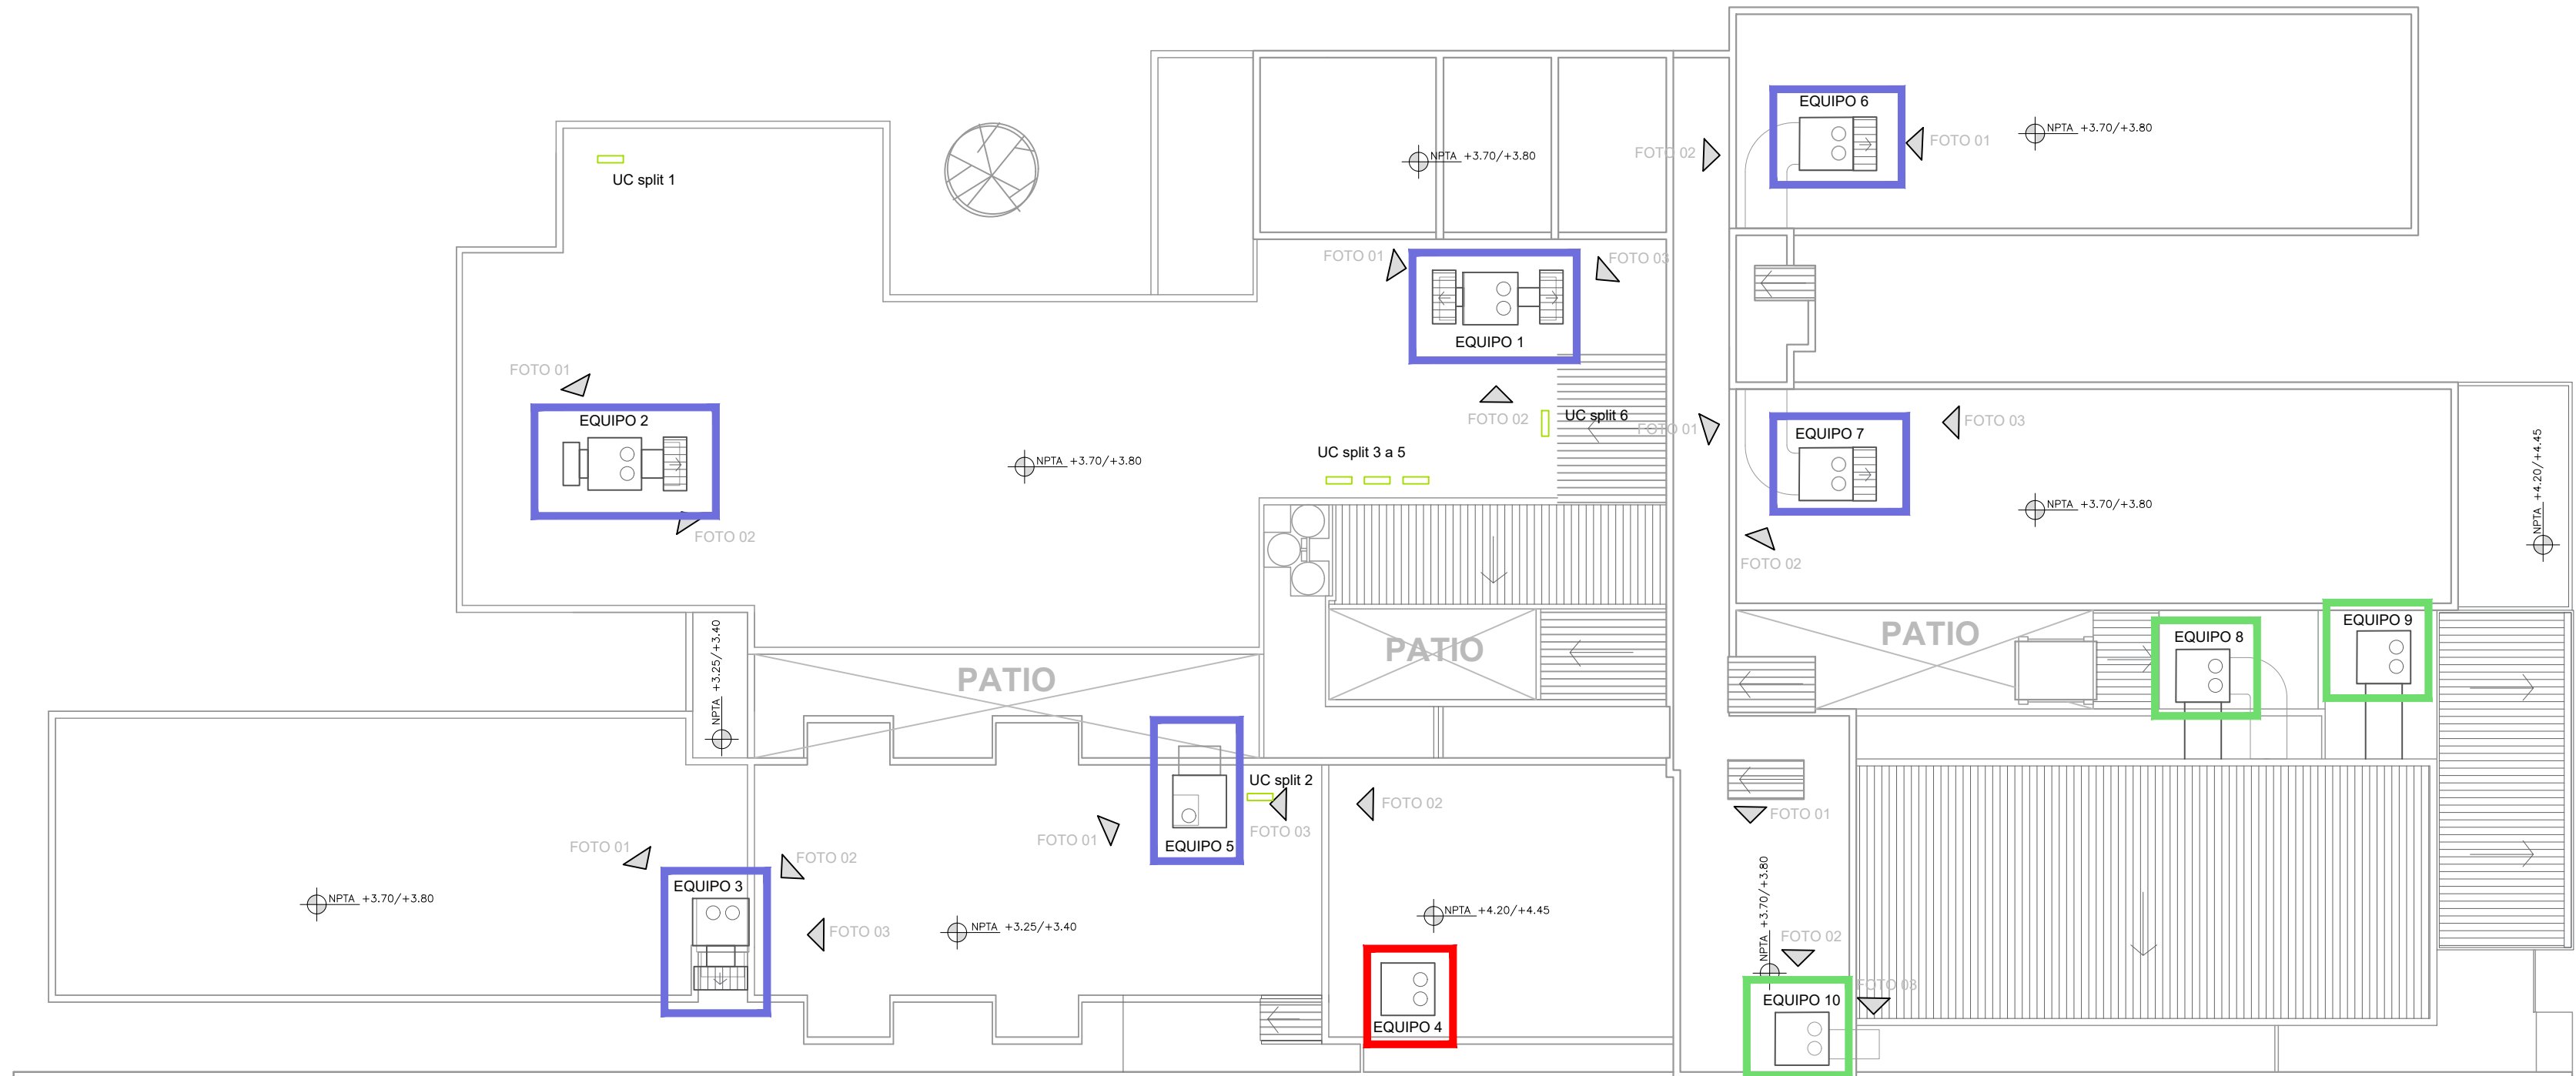 EQUIPO 6
NPTA +3.70/+3.80
FOTO 01
FOTO 02
NPTA +3.70/+3.80
UC split 1
FOTO 01
FOTO 03
EQUIPO 1
FOTO 01
EQUIPO 2
FOTO 02
FOTO 02
UC split 6
FOTO 01
EQUIPO 7
FOTO 03
UC split 3 a 5
NPTA +3.70/+3.80
NPTA +3.70/+3.80
NPTA +4.20/+4.45
FOTO 02
EQUIPO 9
NPTA +3.25/+3.40
PATIO
PATIO
PATIO
EQUIPO 8
UC split 2
FOTO 03
FOTO 02
FOTO 01
FOTO 01
EQUIPO 5
FOTO 01
FOTO 02
EQUIPO 3
NPTA +3.70/+3.80
FOTO 03
NPTA +3.25/+3.40
NPTA +4.20/+4.45
NPTA +3.70/+3.80
FOTO 02
FOTO 03
EQUIPO 10
EQUIPO 4